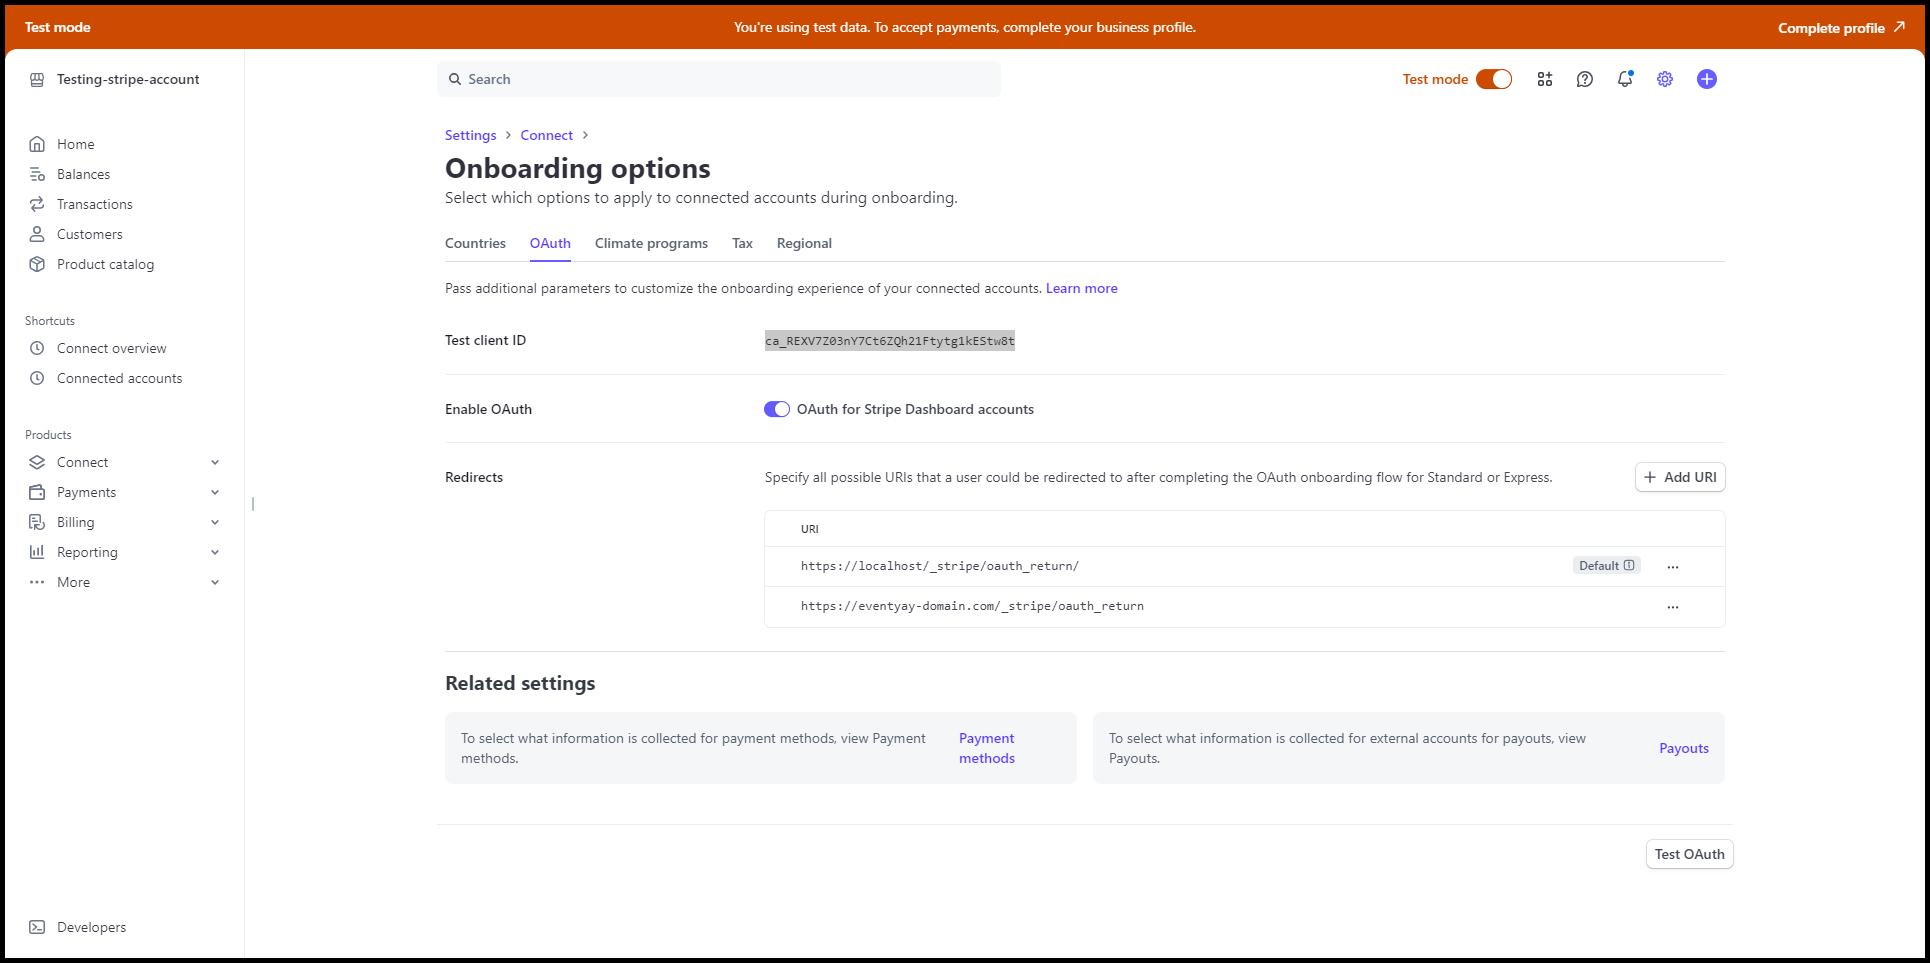 Test mode
You're using test data. To accept payments, complete your business profile.
Complete profile
Testing-stripe-account
Search
Test mode
Home
Balances
Transactions
Customers
Product catalog
Shortcuts
Connect overview
Connected accounts
Products
Connect
Payments
Billing
Reporting
More
Developers
Settings
Connect
Onboarding options
Select which options to apply to connected accounts during onboarding.
Countries OAuth Climate programs Tax Regional
Pass additional parameters to customize the onboarding experience of your connected accounts. Learn more
Test client ID
ca_REXV7Z03nY7Ct6ZQh21Ftytg1kEStw8t
Enable OAuth
OAuth for Stripe Dashboard accounts
Redirects
Specify all possible URIs that a user could be redirected to after completing the OAuth onboarding flow for Standard or Express.
Add URI
URI
https://localhost/_stripe/oauth_return/
Default
https://eventyay-domain.com/_stripe/oauth_return
Related settings
To select what information is collected for payment methods, view Payment
methods.
Payment
methods
To select what information is collected for external accounts for payouts, view
Payouts.
Payouts
Test OAuth